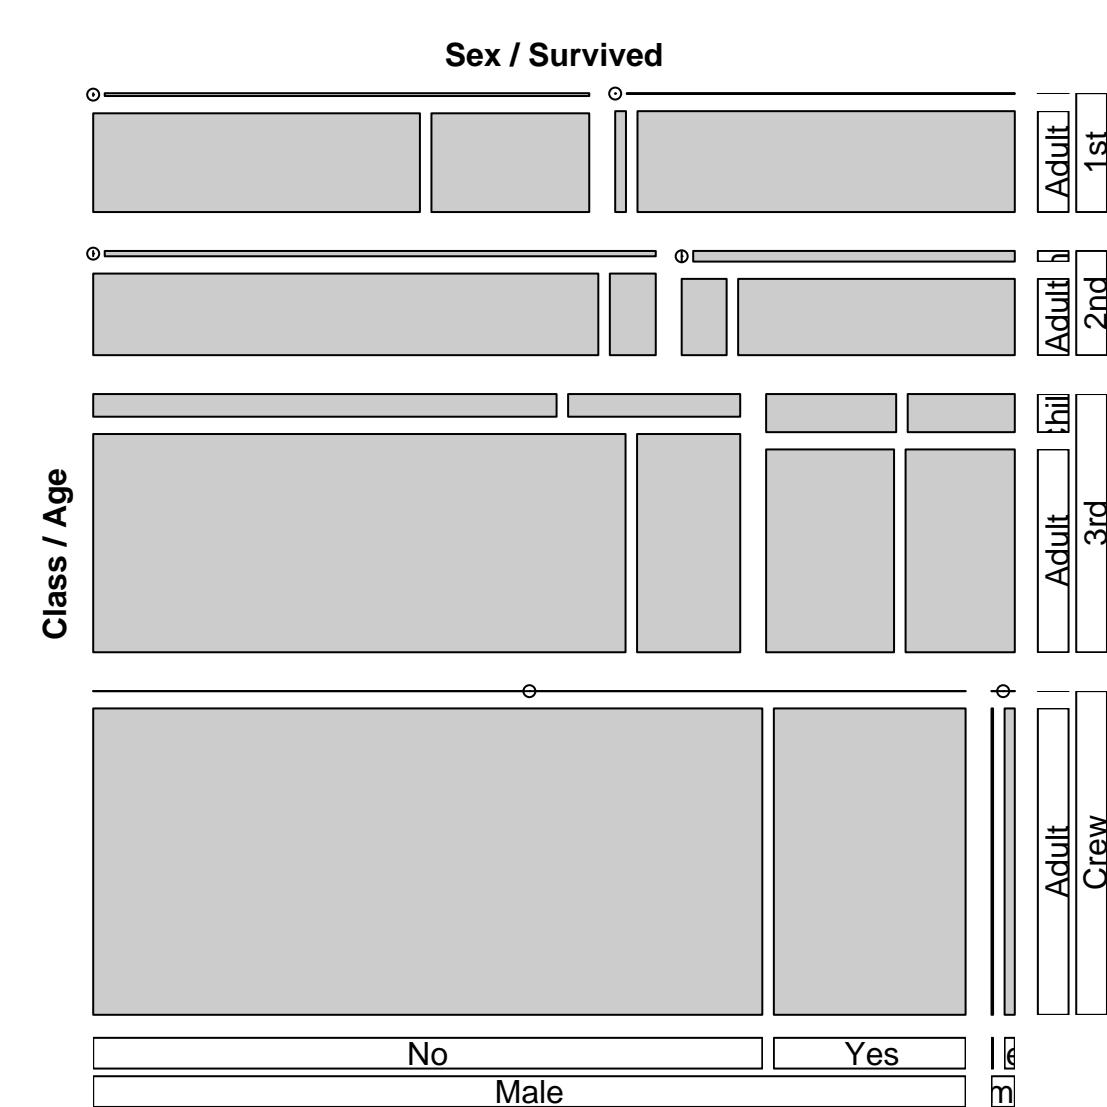 Sex / Survived
Adult
1st
Adult
2nd
Class / Age
Adult
3rd
Adult
Crew
No
Yes
Male